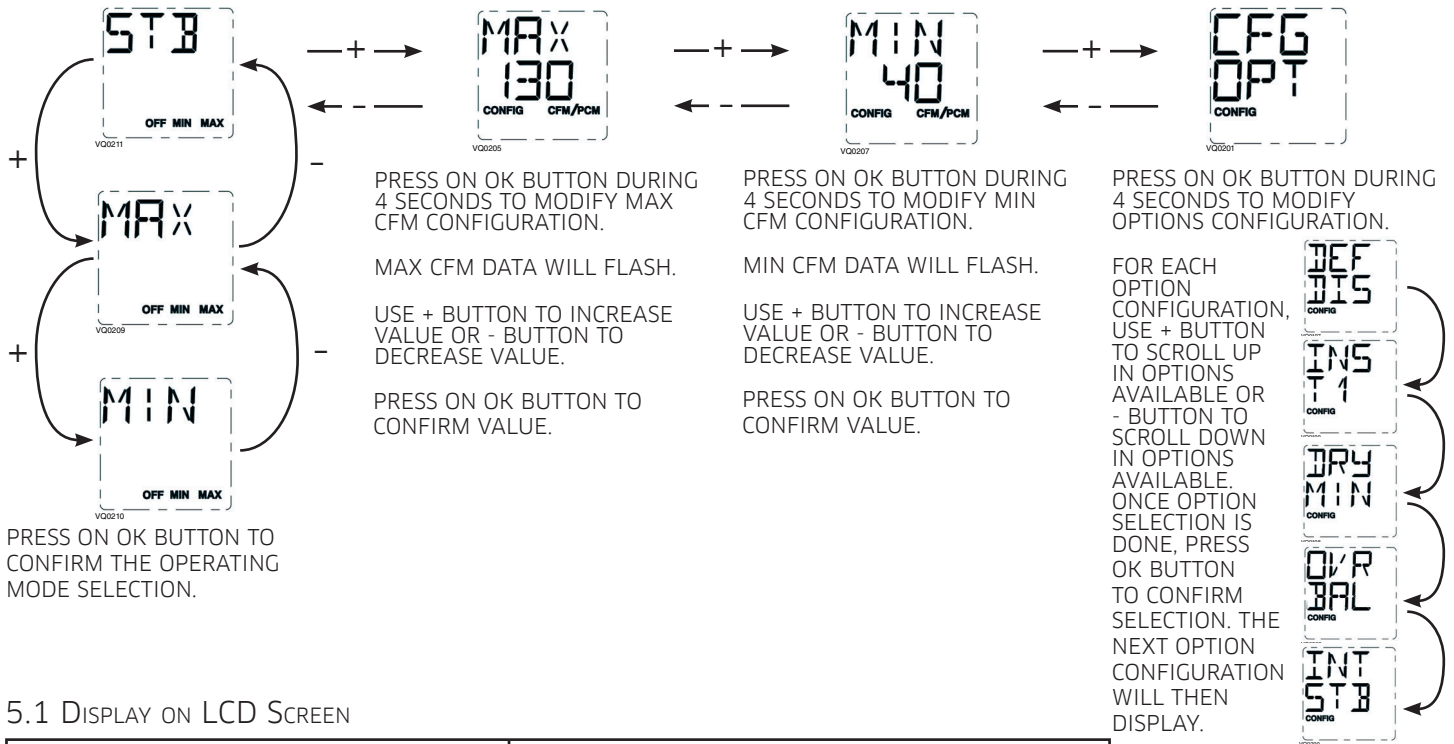 STB
OFF MIN MAX
VQ0211
+
-
MAX
OFF MIN MAX
VQ0209
+
-
MIN
OFF MIN MAX
VQ0210
PRESS ON OK BUTTON TO
CONFIRM THE OPERATING
MODE SELECTION.
+
-
MAX
130
CONFIG CFM/PCM
VQ0205
PRESS ON OK BUTTON DURING
4 SECONDS TO MODIFY MAX
CFM CONFIGURATION.
MAX CFM DATA WILL FLASH.
USE + BUTTON TO INCREASE
VALUE OR - BUTTON TO
DECREASE VALUE.
PRESS ON OK BUTTON TO
CONFIRM VALUE.
+
-
MIN
40
CONFIG CFM/PCM
VQ0207
PRESS ON OK BUTTON DURING
4 SECONDS TO MODIFY MIN
CFM CONFIGURATION.
MIN CFM DATA WILL FLASH.
USE + BUTTON TO INCREASE
VALUE OR - BUTTON TO
DECREASE VALUE.
PRESS ON OK BUTTON TO
CONFIRM VALUE.
+
-
CFG
OPT
CONFIG
VQ0201
PRESS ON OK BUTTON DURING
4 SECONDS TO MODIFY
OPTIONS CONFIGURATION.
FOR EACH
OPTION
CONFIGURATION,
USE + BUTTON
TO SCROLL UP
IN OPTIONS
AVAILABLE OR
- BUTTON TO
SCROLL DOWN
IN OPTIONS
AVAILABLE.
ONCE OPTION
SELECTION IS
DONE, PRESS
OK BUTTON
TO CONFIRM
SELECTION. THE
NEXT OPTION
CONFIGURATION
WILL THEN
DISPLAY.
DEF
DIS
CONFIG
INS
T1
CONFIG
DRY
MIN
CONFIG
OVR
BAL
CONFIG
INT
STB
CONFIG
5.1 DISPLAY ON LCD SCREEN